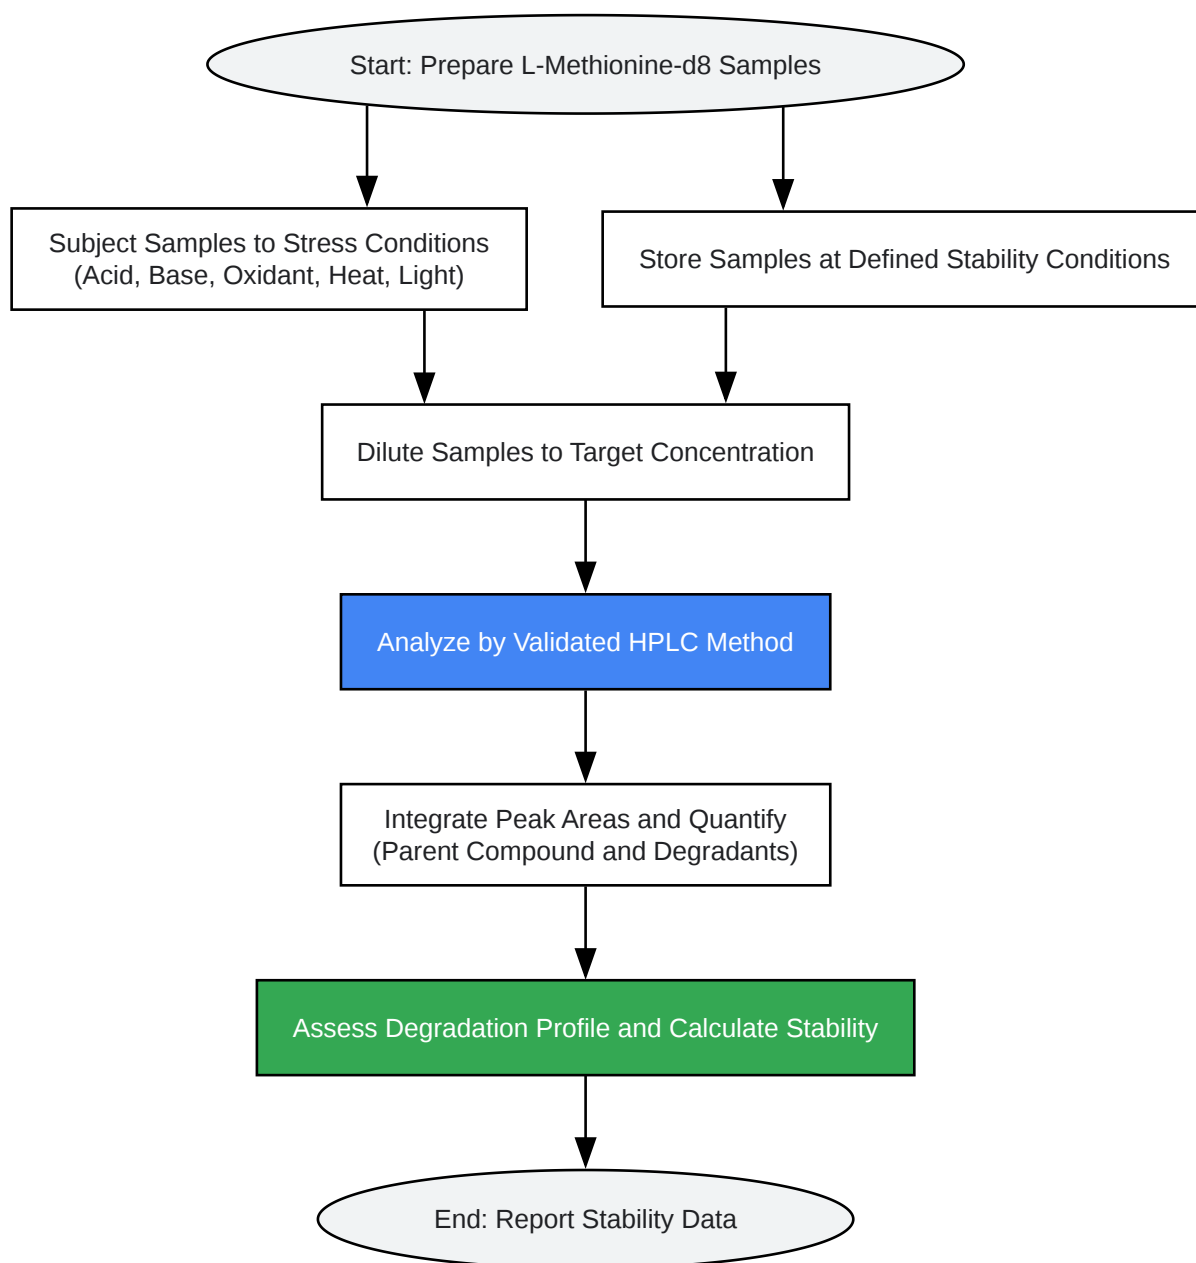 Start: Prepare L-Methionine-d8 Samples
Subject Samples to Stress Conditions
(Acid, Base, Oxidant, Heat, Light)
Store Samples at Defined Stability Conditions
Dilute Samples to Target Concentration
Analyze by Validated HPLC Method
Integrate Peak Areas and Quantify
(Parent Compound and Degradants)
Assess Degradation Profile and Calculate Stability
End: Report Stability Data